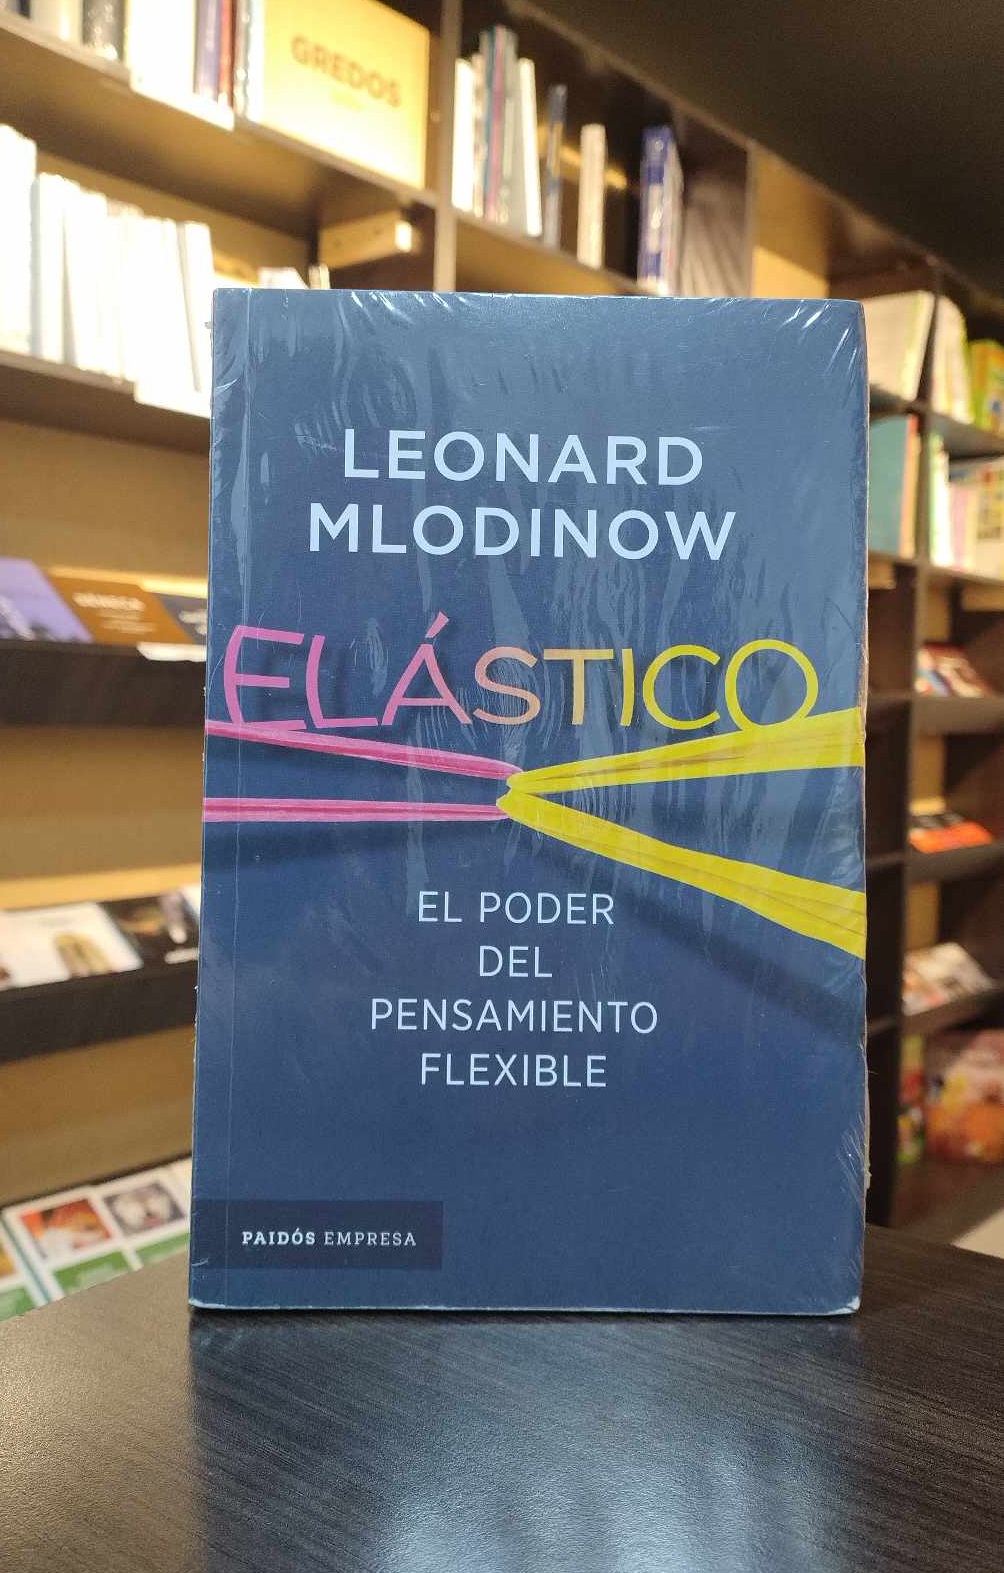 GREDOS
LEONARD
MLODINOW
ELÁSTICO
EL PODER
DEL
PENSAMIENTO
FLEXIBLE
PAIDÓS EMPRESA